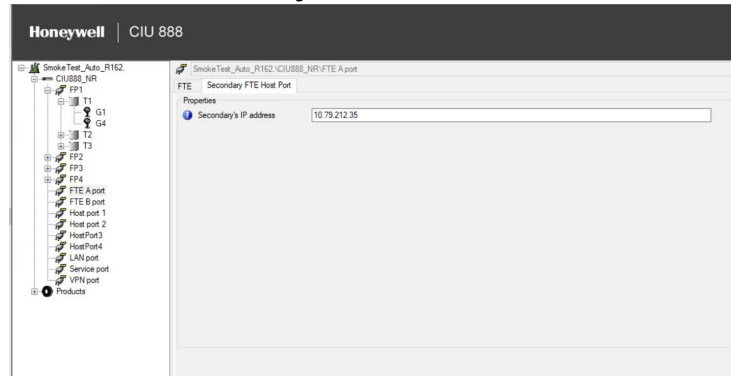 Honeywell | CIU 888
SmokeTest_Auto_R162.
CIU888_NR
FP1
T1
G1
G4
T2
T3
FP2
FP3
FP4
FTE A port
FTE B port
Host port 1
Host port 2
HostPort3
HostPort4
LAN port
Service port
VPN port
Products
SmokeTest_Auto_R162.\CIU888_NR\FTE A port
FTE Secondary FTE Host Port
Properties
Secondary's IP address 10.79.212.35